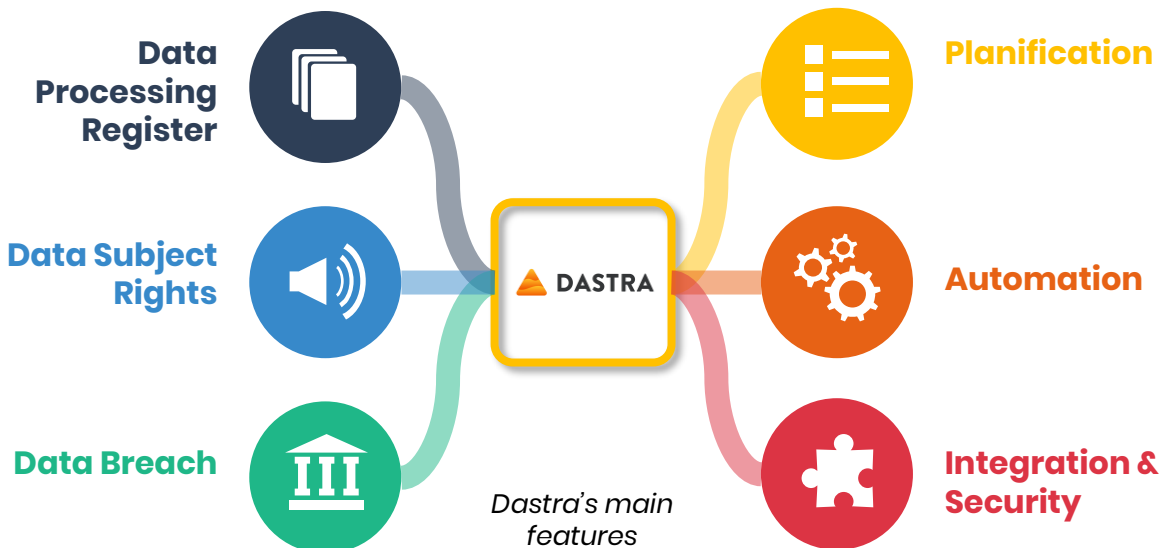 Data
Processing
Register
Planification
Data Subject
Rights
DASTRA
Automation
Data Breach
Integration &
Security
Dastra's main
features